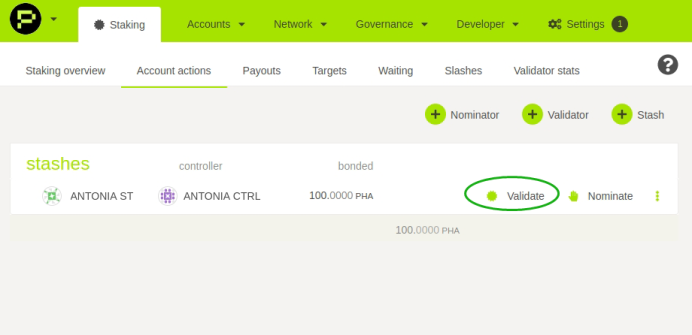 Staking Accounts Network Governance Developer Settings 1
Staking overview Account actions Payouts Targets Waiting Slashes Validator stats ?
Nominator Validator Stash
stashes controller bonded
ANTONIA ST ANTONIA CTRL 100.0000 PHA Validate Nominate
100.0000 PHA